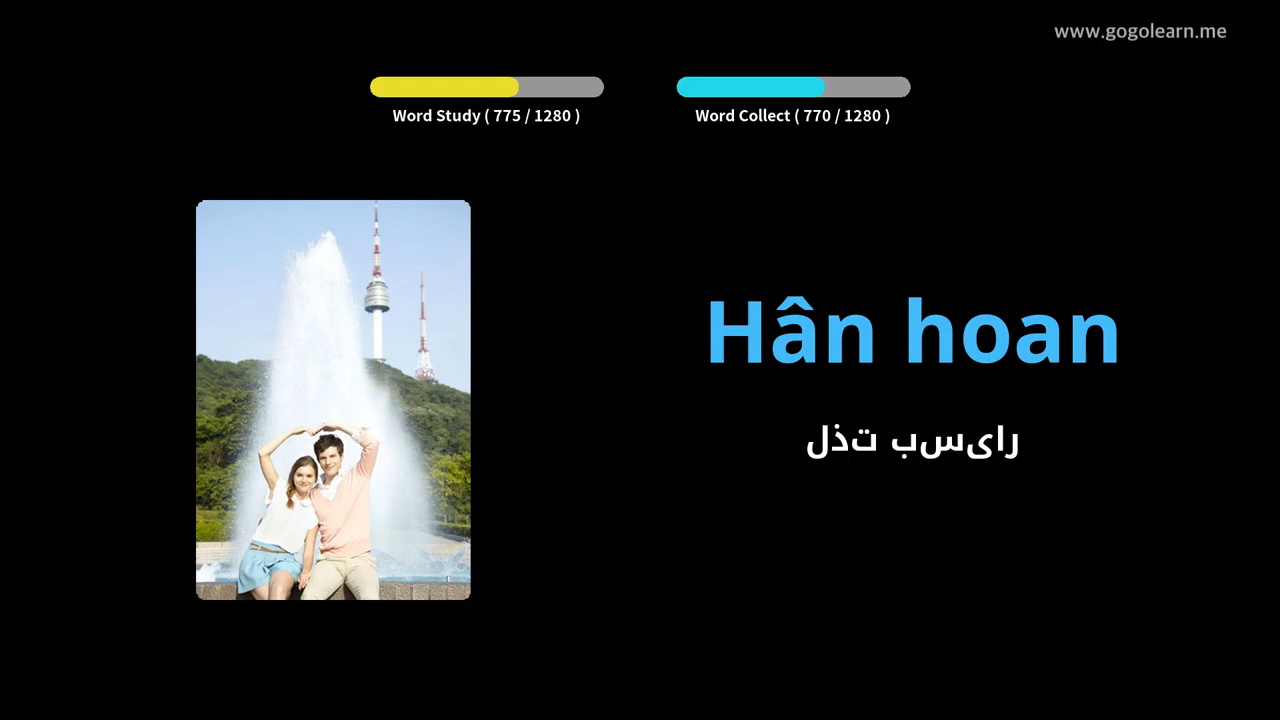 www.gogolearn.me
Word Study ( 775 / 1280 )
Word Collect ( 770 / 1280 )
Hân hoan
رایسب تذل